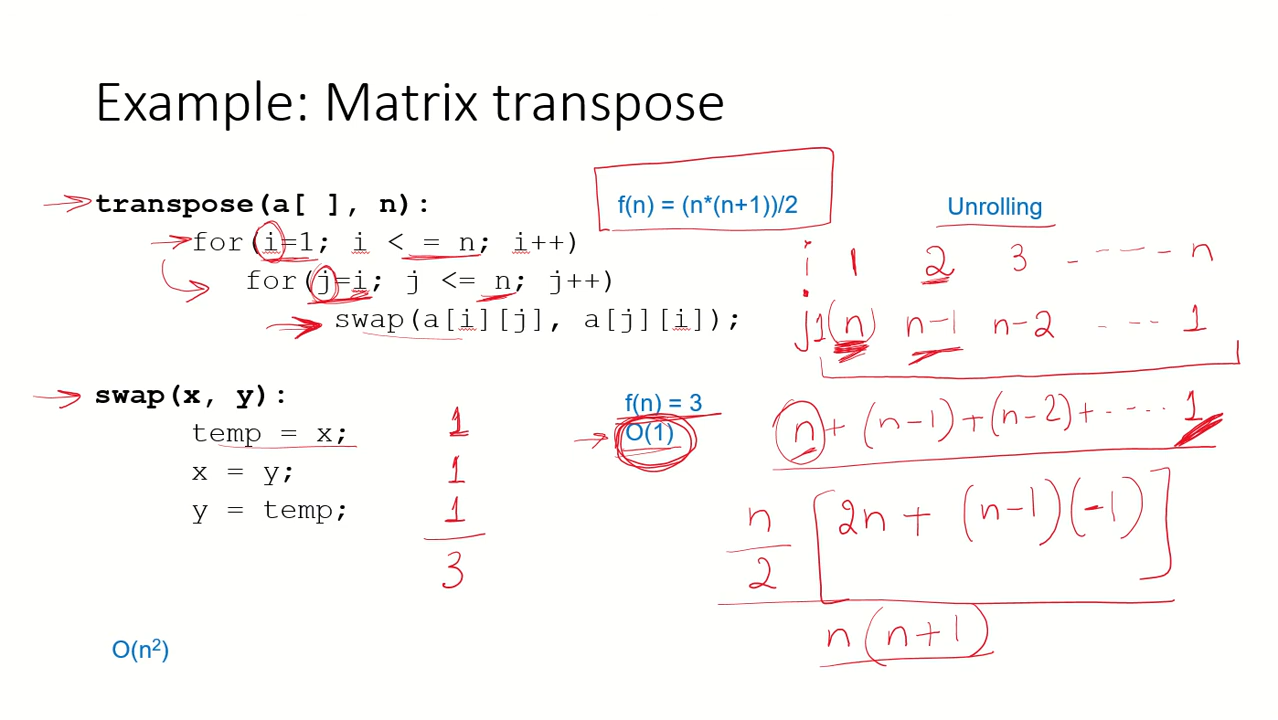 Example: Matrix transpose
transpose(a[ ], n):
for(i=1; i < = n; i++)
for(j=i; j <= n; j++)
swap(a[i][j], a[j][i]);
swap(x, y):
temp = x; 1
x = y; 1
y = temp; 1
3
O(n²)
f(n) = (n*(n+1))/2
f(n) = 3
O(1)
Unrolling
i 1 2 3 - - - - - n
j 1(n) n-1 n-2 - - - - 1
n + (n-1) + (n-2) + - - - - 1
n/2 [2n + (n-1)(-1)]
n(n+1)